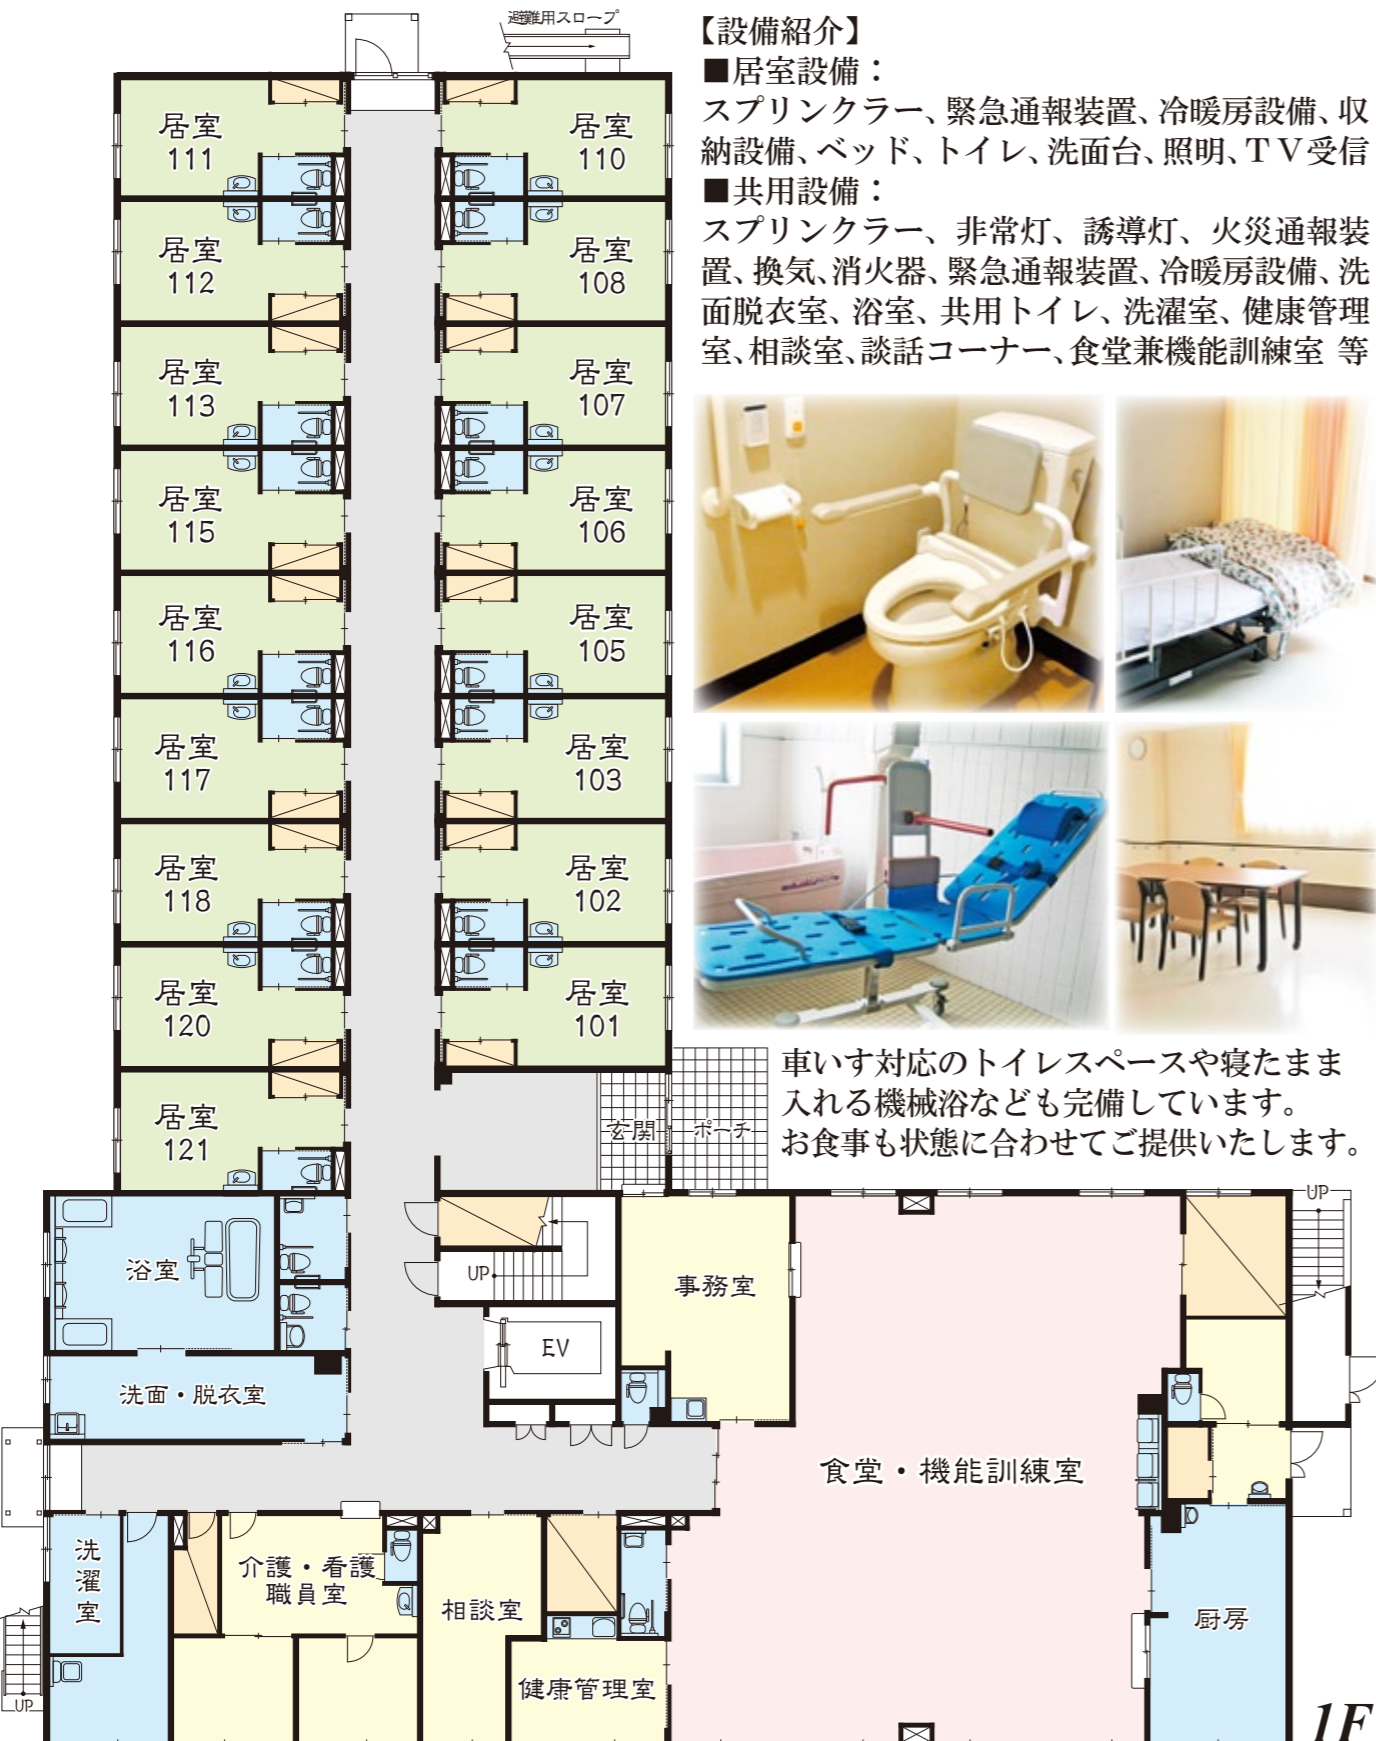 避難用スロープ
【設備紹介】
■居室設備：
スプリンクラー、緊急通報装置、冷暖房設備、収
納設備、ベッド、トイレ、洗面台、照明、ＴＶ受信
■共用設備：
スプリンクラー、非常灯、誘導灯、火災通報装
置、換気、消火器、緊急通報装置、冷暖房設備、洗
面脱衣室、浴室、共用トイレ、洗濯室、健康管理
室、相談室、談話コーナー、食堂兼機能訓練室 等
居室
111
居室
110
居室
112
居室
108
居室
113
居室
107
居室
115
居室
106
居室
116
居室
105
居室
117
居室
103
居室
118
居室
102
居室
120
居室
101
居室
121
玄関
ポーチ
車いす対応のトイレスペースや寝たまま
入れる機械浴なども完備しています。
お食事も状態に合わせてご提供いたします。
浴室
UP
事務室
UP
EV
洗面・脱衣室
食堂・機能訓練室
洗濯室
介護・看護
職員室
相談室
厨房
健康管理室
UP
1F